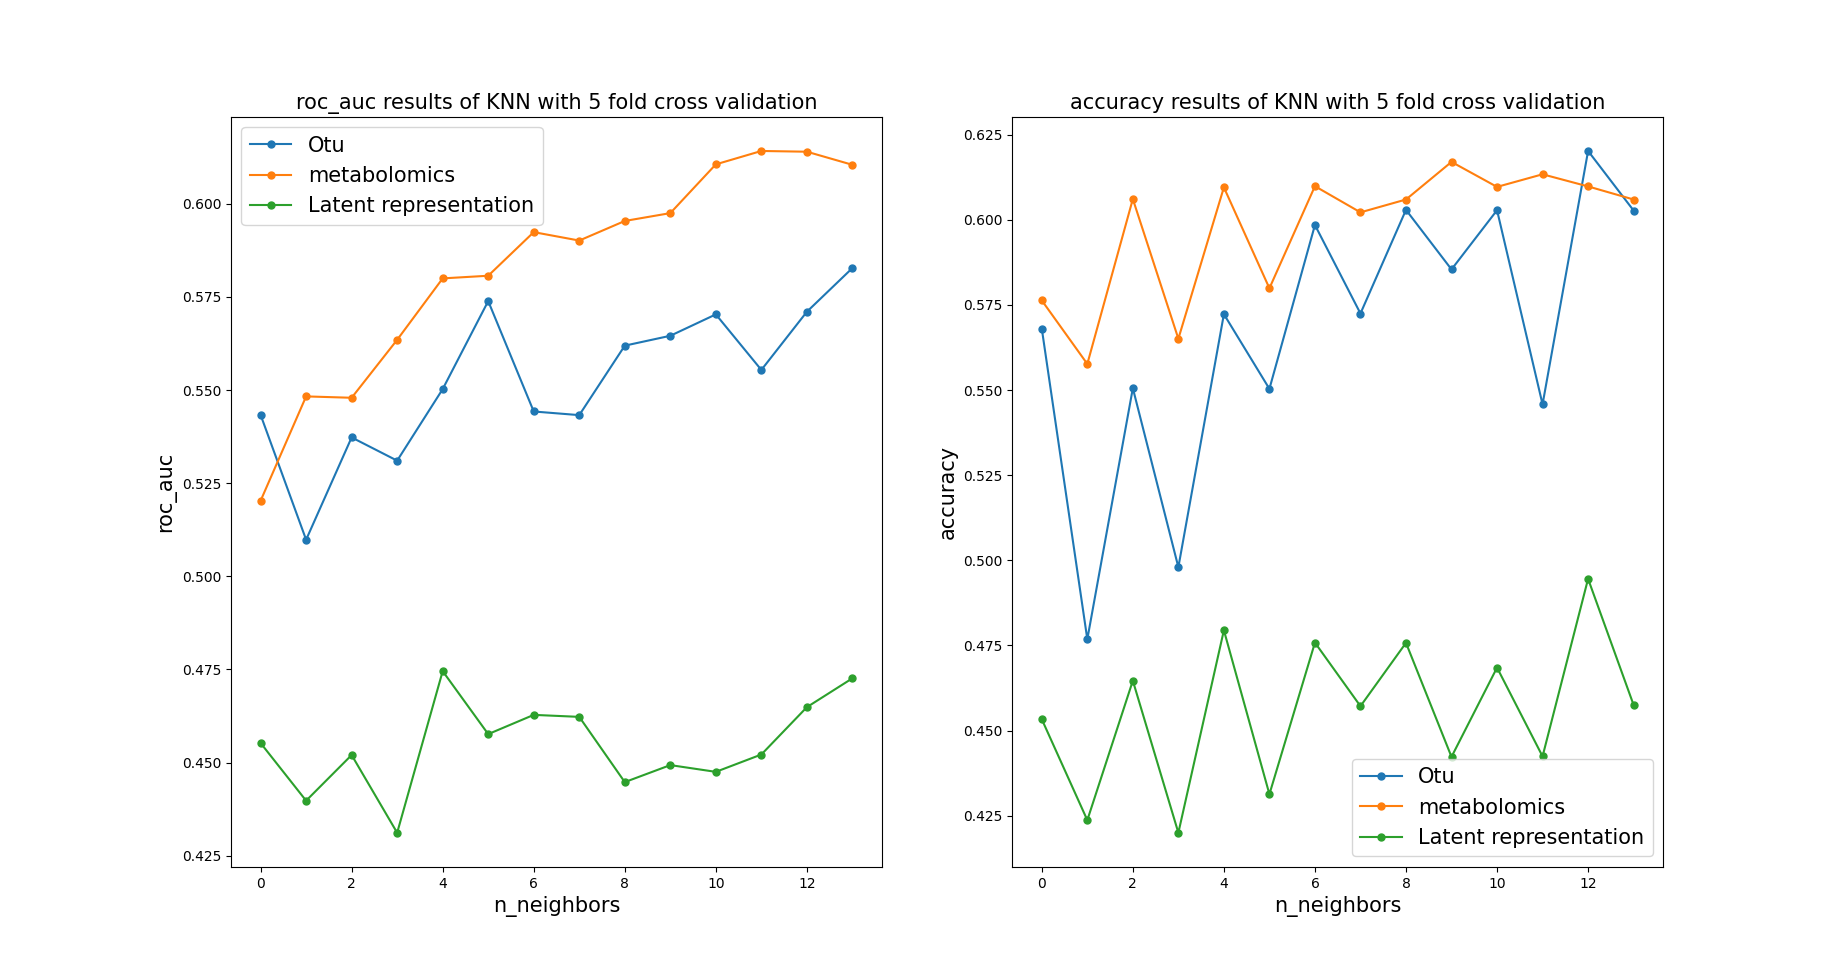 roc_auc results of KNN with 5 fold cross validation
Otu
metabolomics
Latent representation
0.600
0.575
0.550
0.525
0.500
0.475
0.450
0.425
roc_auc
0 2 4 6 8 10 12
n_neighbors
accuracy results of KNN with 5 fold cross validation
0.625
0.600
0.575
0.550
0.525
0.500
0.475
0.450
0.425
accuracy
Otu
metabolomics
Latent representation
0 2 4 6 8 10 12
n_neighbors